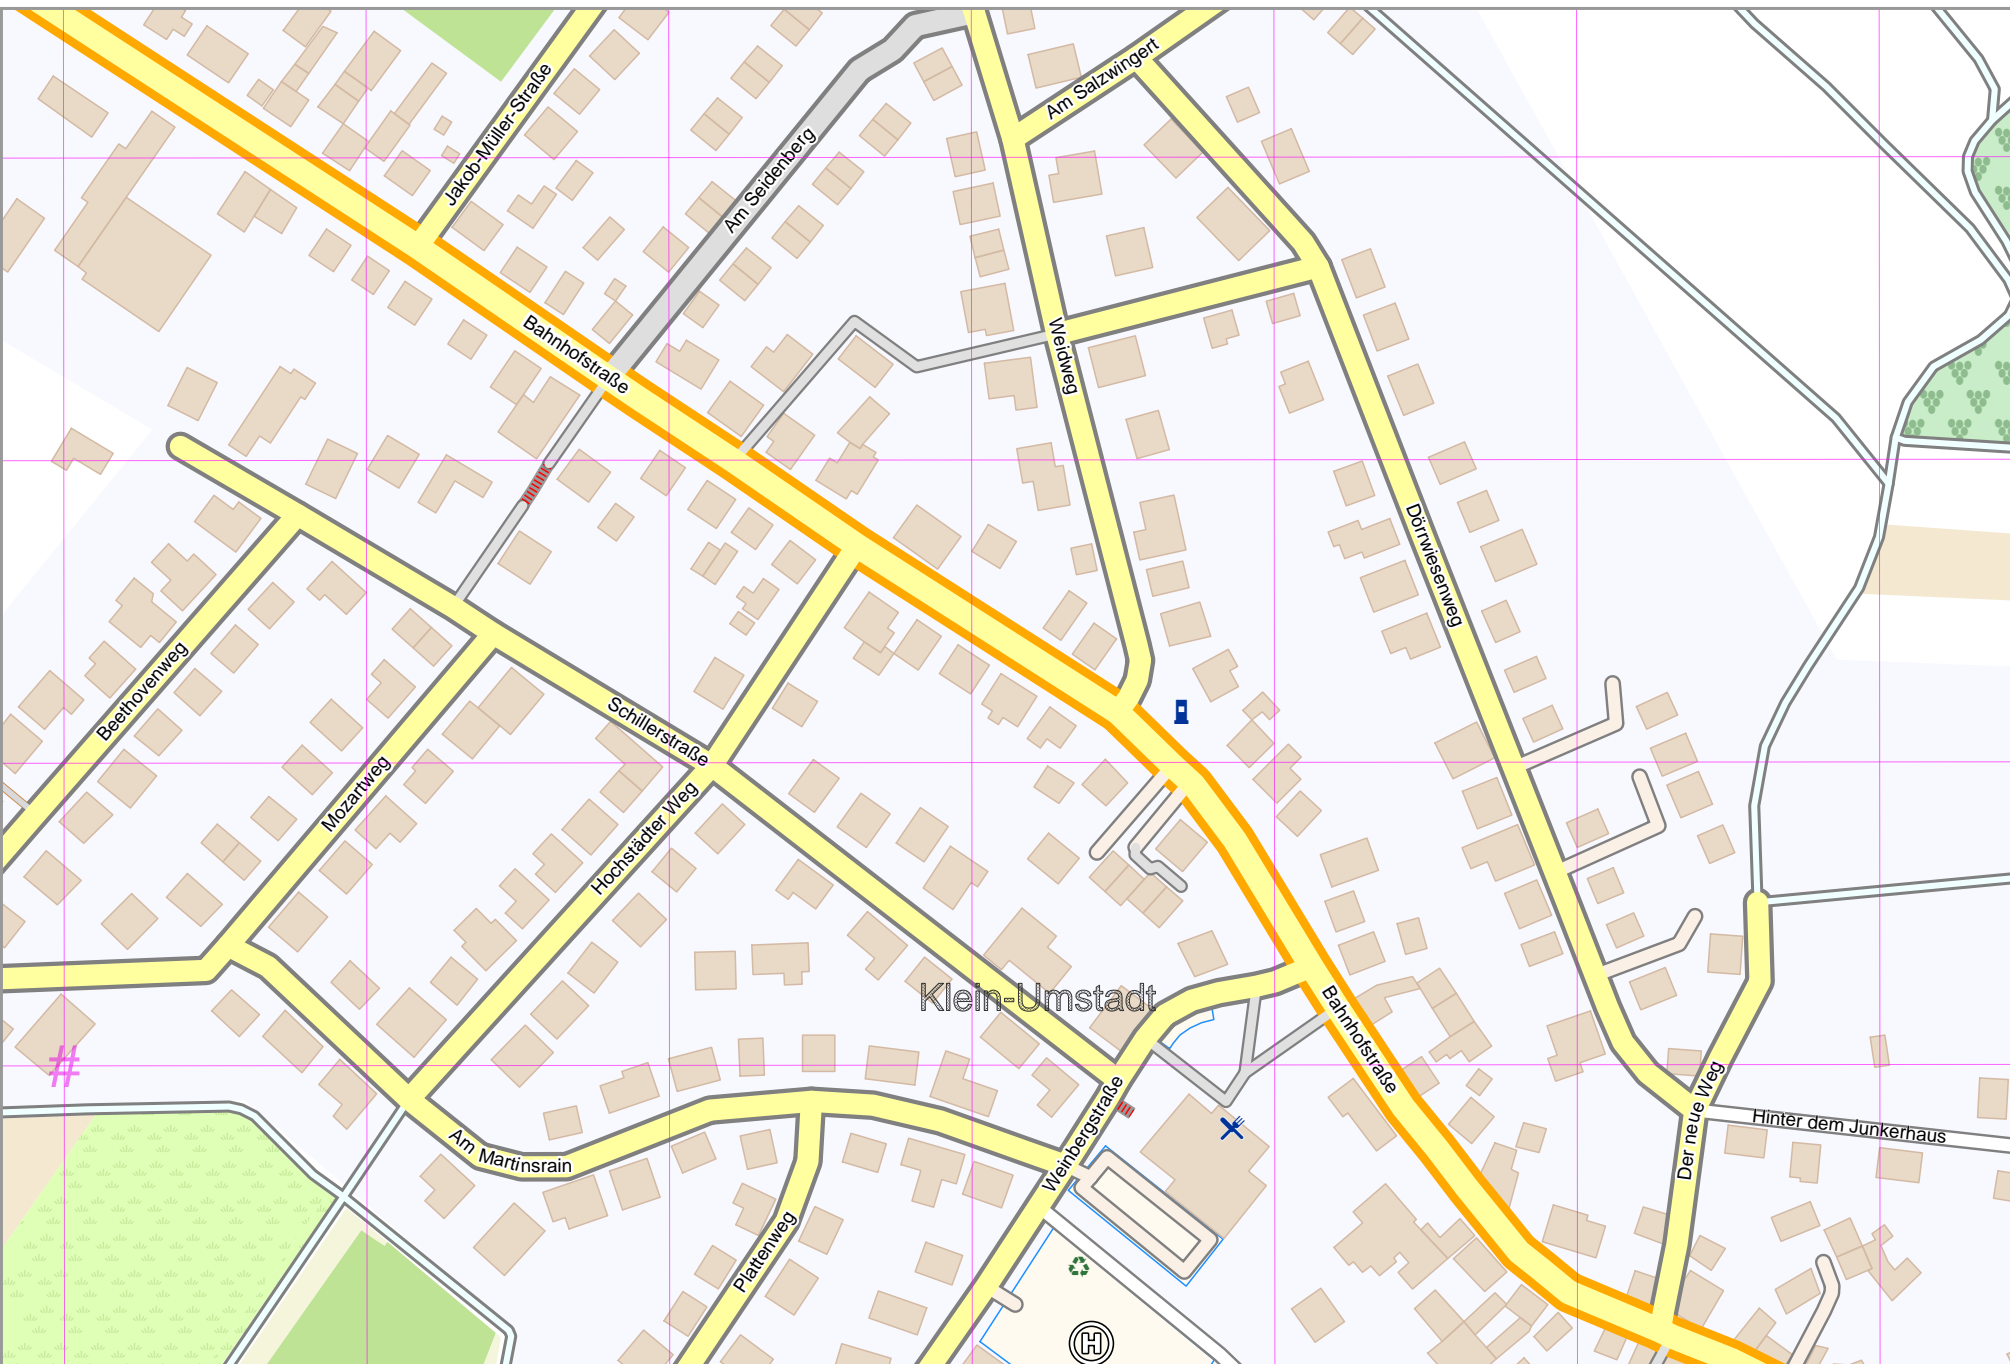 Am Salzwingert
Jakob-Müller-Straße
Am Seidenberg
Bahnhofstraße
Weidweg
Dörrwiesenweg
Beethovenweg
Schillerstraße
Mozartweg
Hochstädter Weg
Klein-Umstadt
Bahnhofstraße
#
Weinbergstraße
Der neue Weg
Hinter dem Junkerhaus
Am Martinsrain
Plattenweg
H